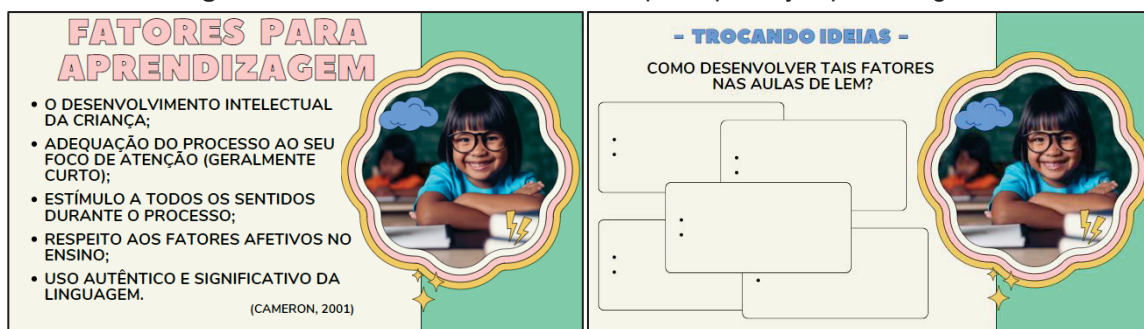 FATORES PARA
APRENDIZAGEM
• O DESENVOLVIMENTO INTELECTUAL
DA CRIANÇA;
• ADEQUAÇÃO DO PROCESSO AO SEU
FOCO DE ATENÇÃO (GERALMENTE
CURTO);
• ESTÍMULO A TODOS OS SENTIDOS
DURANTE O PROCESSO;
• RESPEITO AOS FATORES AFETIVOS NO
ENSINO;
• USO AUTÊNTICO E SIGNIFICATIVO DA
LINGUAGEM.
(CAMERON, 2001)
- TROCANDO IDEIAS -
COMO DESENVOLVER TAIS FATORES
NAS AULAS DE LEM?